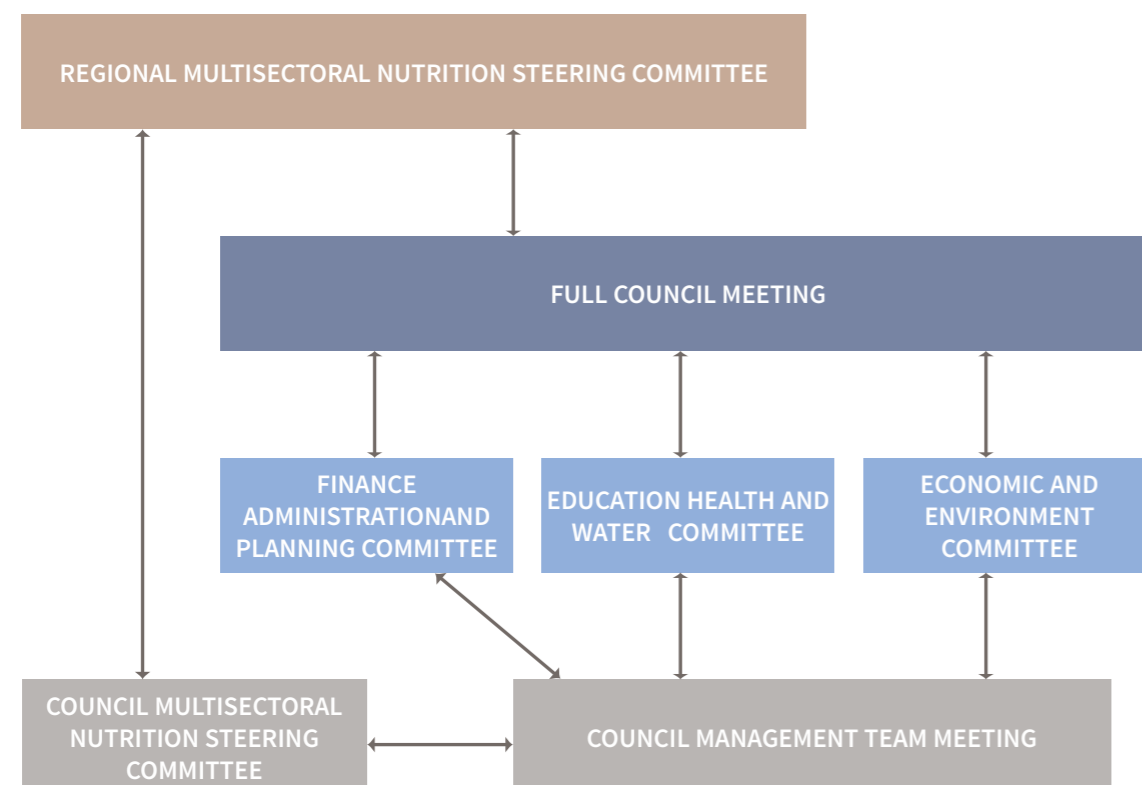 REGIONAL MULTISECTORAL NUTRITION STEERING COMMITTEE
FULL COUNCIL MEETING
FINANCE
ADMINISTRATIONAND
PLANNING COMMITTEE
EDUCATION HEALTH AND
WATER COMMITTEE
ECONOMIC AND
ENVIRONMENT
COMMITTEE
COUNCIL MULTISECTORAL
NUTRITION STEERING
COMMITTEE
COUNCIL MANAGEMENT TEAM MEETING